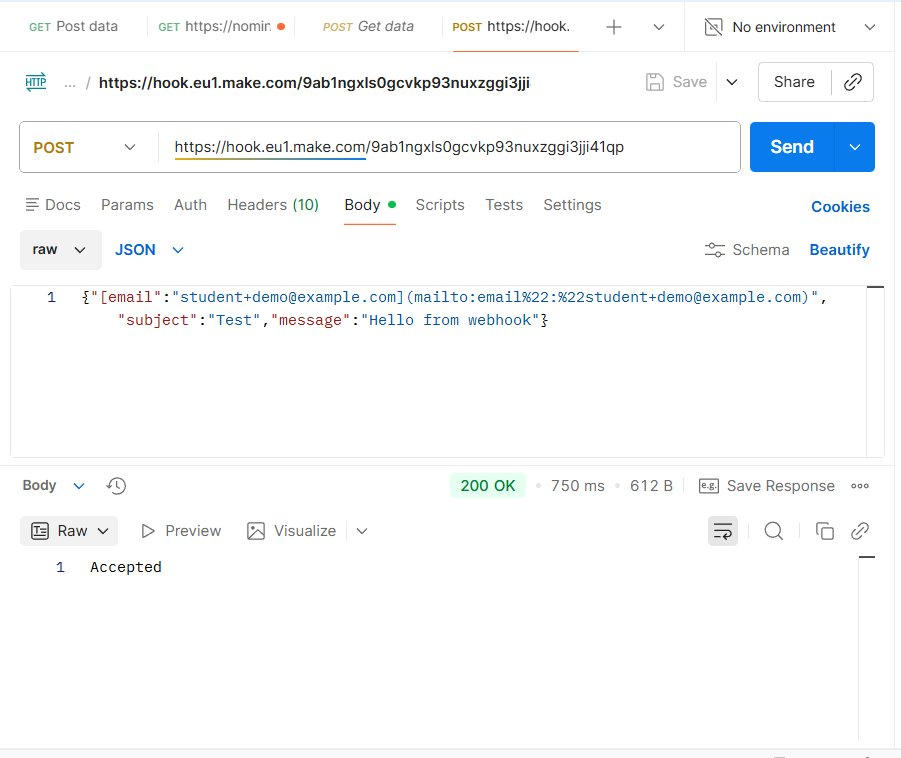 GET Post data GET https://nomin POST Get data POST https://hook. No environment
... / https://hook.eu1.make.com/9ab1ngxls0gcvkp93nuxzggi3jji Save Share
POST https://hook.eu1.make.com/9ab1ngxls0gcvkp93nuxzggi3jji41qp Send
Docs Params Auth Headers (10) Body Scripts Tests Settings Cookies
raw JSON Schema Beautify
1 {"[email":"student+demo@example.com](mailto:email%22:%22student+demo@example.com)",
"subject":"Test","message":"Hello from webhook"}
Body 200 OK 750 ms 612 B e.g. Save Response
Raw Preview Visualize
1 Accepted